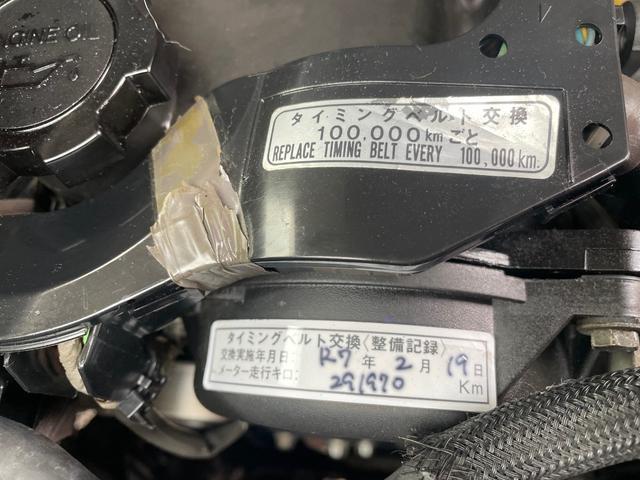 ENGINE OIL
タイミングベルト交換
100,000kmごと
REPLACE TIMING BELT EVERY 100,000km.
タイミングベルト交換〈整備記録〉
交換実施年月日: R7年2月19日
メーター走行キロ: 291970 Km